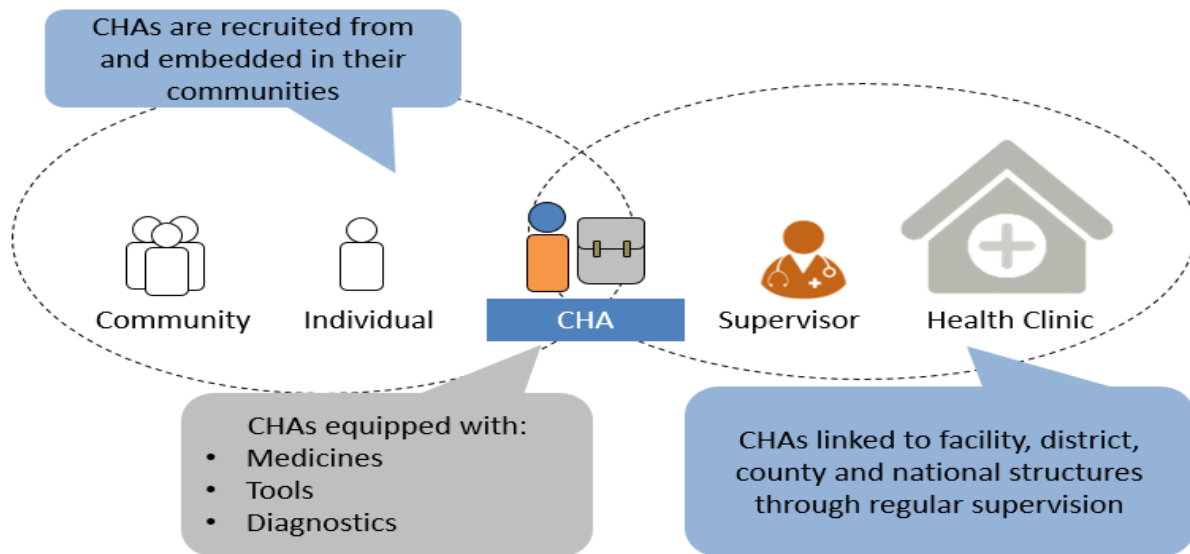 CHAs are recruited from
and embedded in their
communities
Community
Individual
CHA
Supervisor
Health Clinic
CHAs equipped with:
• Medicines
• Tools
• Diagnostics
CHAs linked to facility, district,
county and national structures
through regular supervision